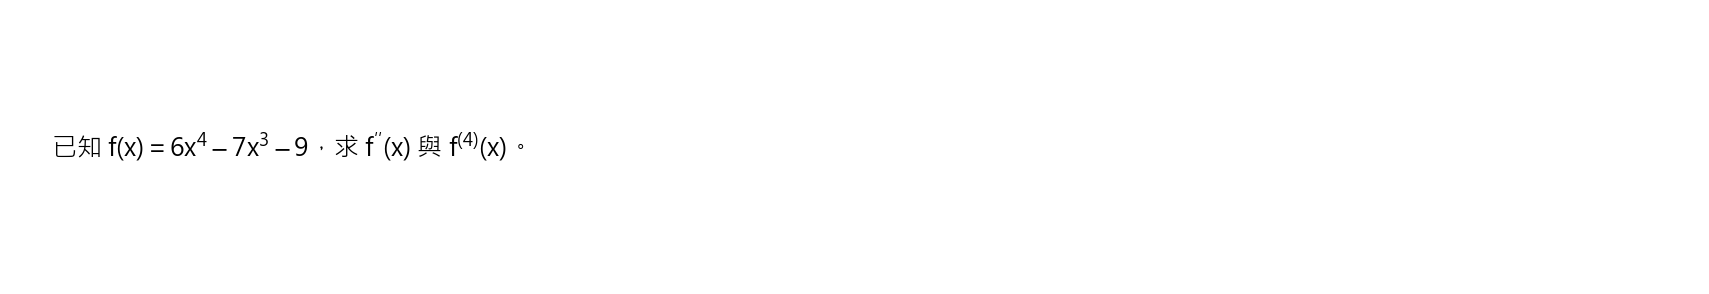 已知 f(x) = 6x⁴ − 7x³ − 9，求 f′′(x) 與 f⁽⁴⁾(x)。